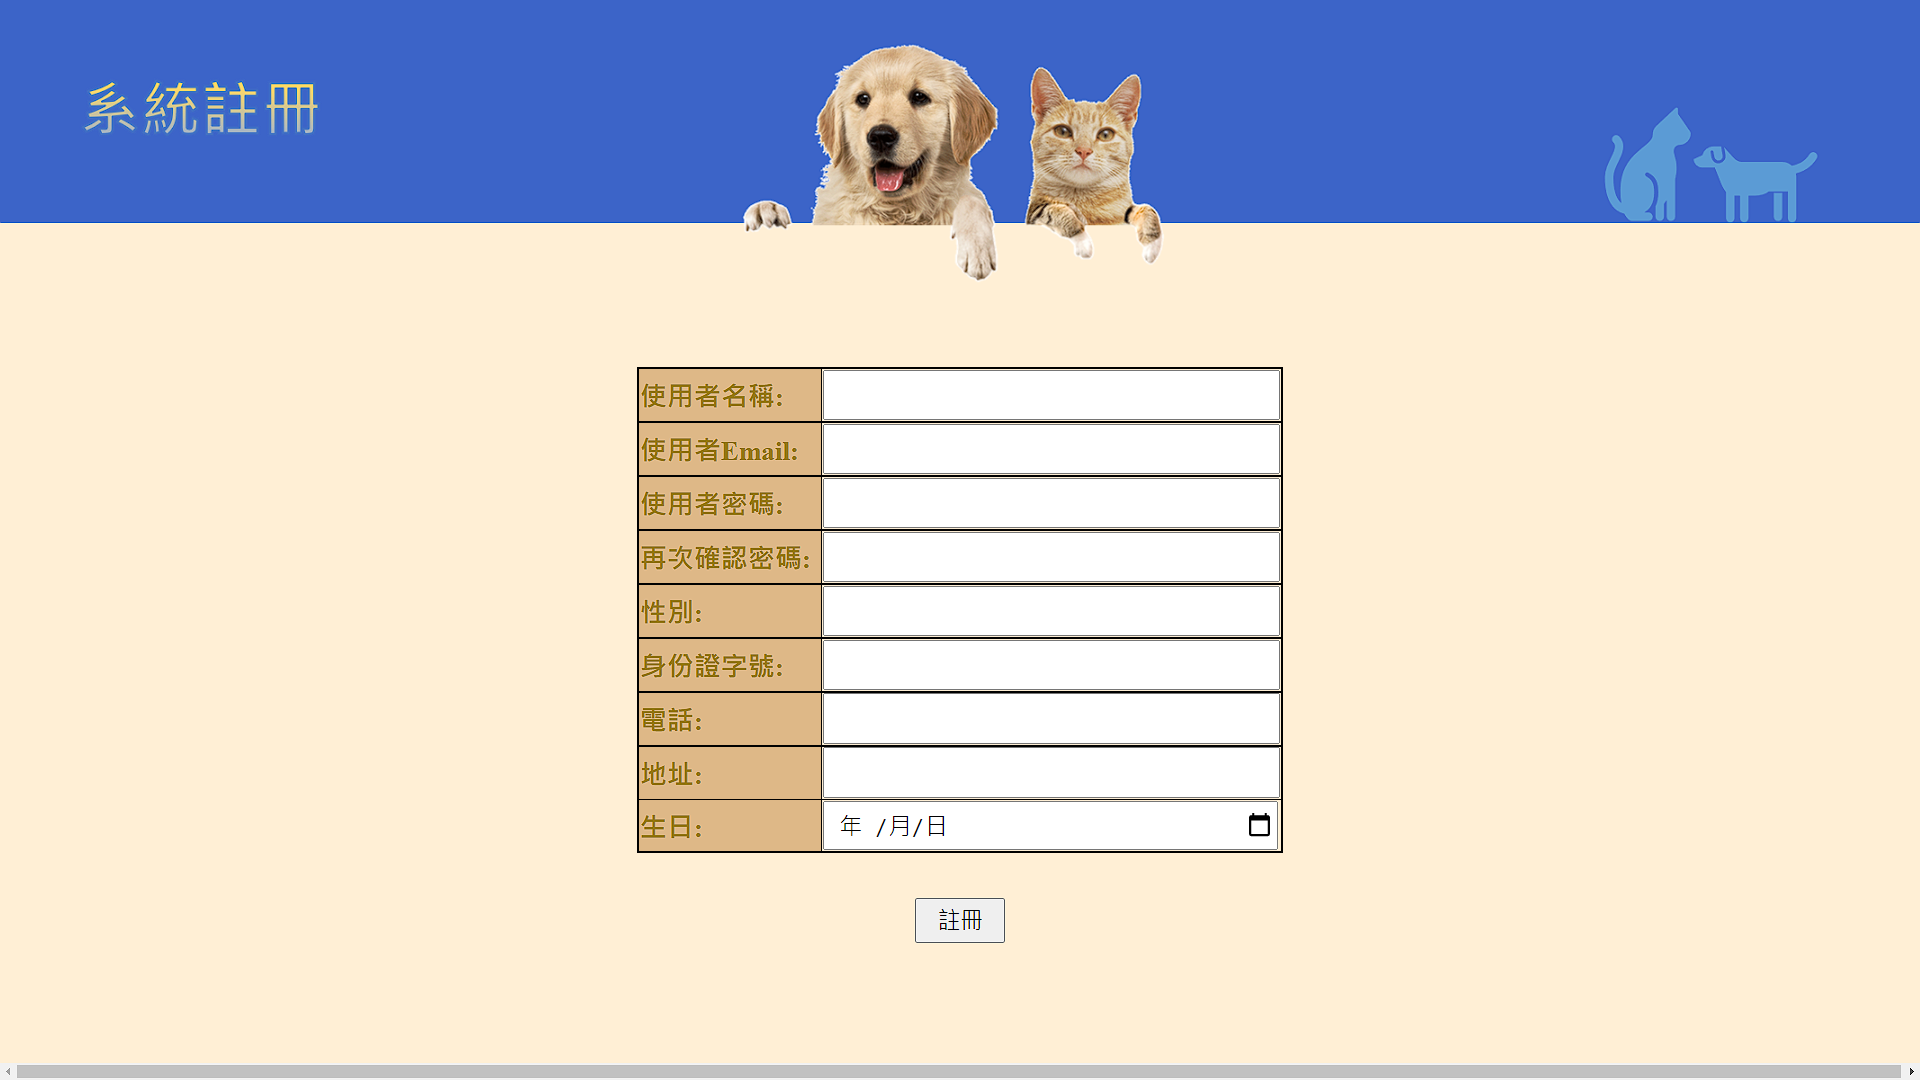 系統註冊
使用者名稱:
使用者Email:
使用者密碼:
再次確認密碼:
性別:
身份證字號:
電話:
地址:
生日:
年 /月/日
註冊